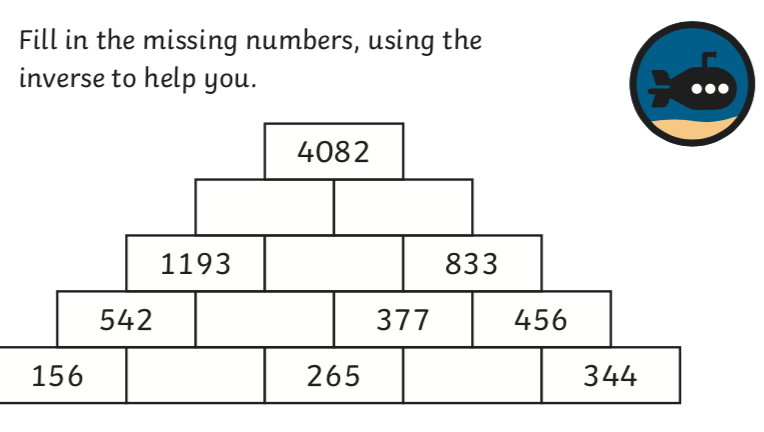 Fill in the missing numbers, using the
inverse to help you.
4082
1193 833
542 377 456
156 265 344